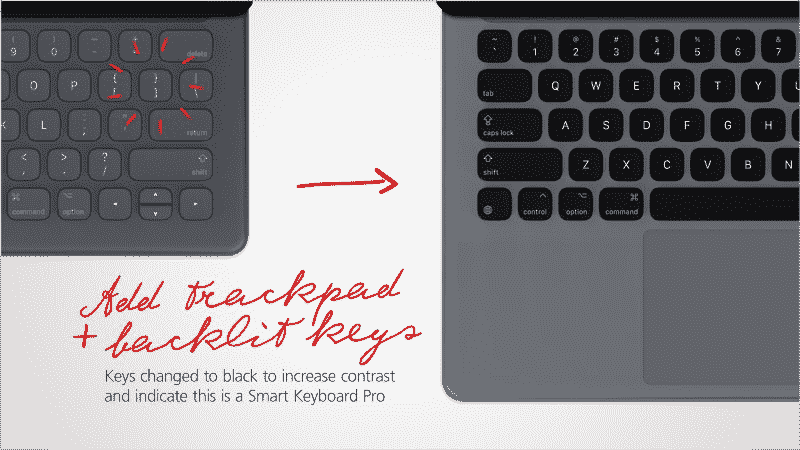 9 0 delete
O P { [ } ]
K L : ; return
< , > . ? / shift
⌘ command ⌥ option
~ ! @ # $ % ^ &
` 1 2 3 4 5 6 7
tab Q W E R T Y
caps lock A S D F G H
shift Z X C V B N
control option ⌘ command
Add trackpad
+ backlit keys
Keys changed to black to increase contrast
and indicate this is a Smart Keyboard Pro